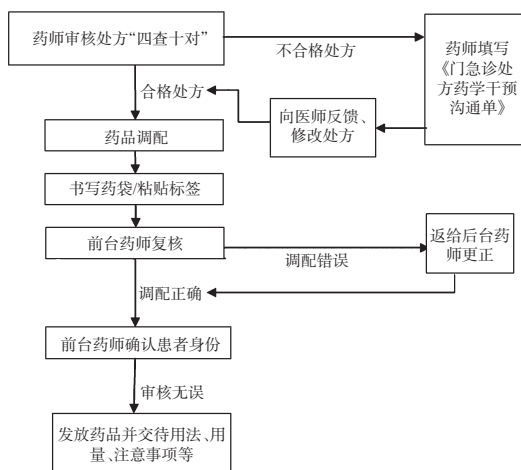 药师审核处方“四查十对”
不合格处方
药师填写
《门急诊处
方药学干预
沟通单》
合格处方
向医师反馈、
修改处方
药品调配
书写药袋/粘贴标签
前台药师复核
调配错误
返给后台药
师更正
调配正确
前台药师确认患者身份
审核无误
发放药品并交待用法、用
量、注意事项等